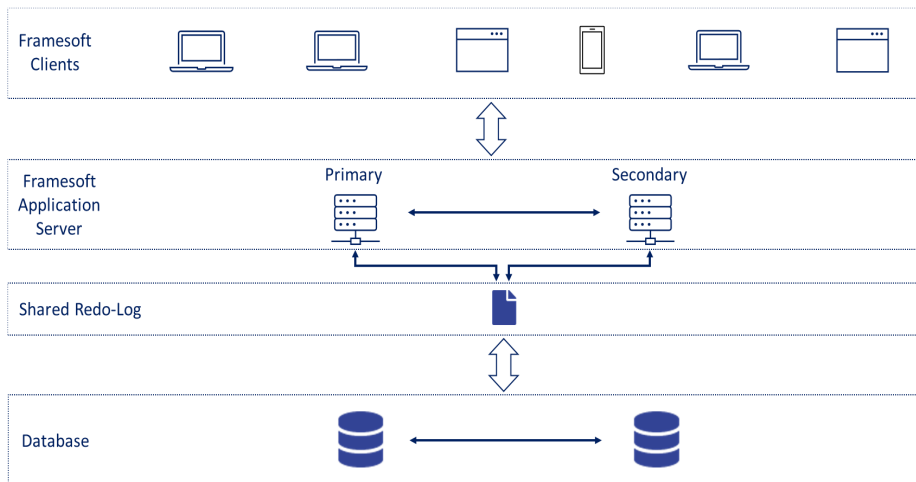 Framesoft
Clients
Primary
Secondary
Framesoft
Application
Server
Shared Redo-Log
Database